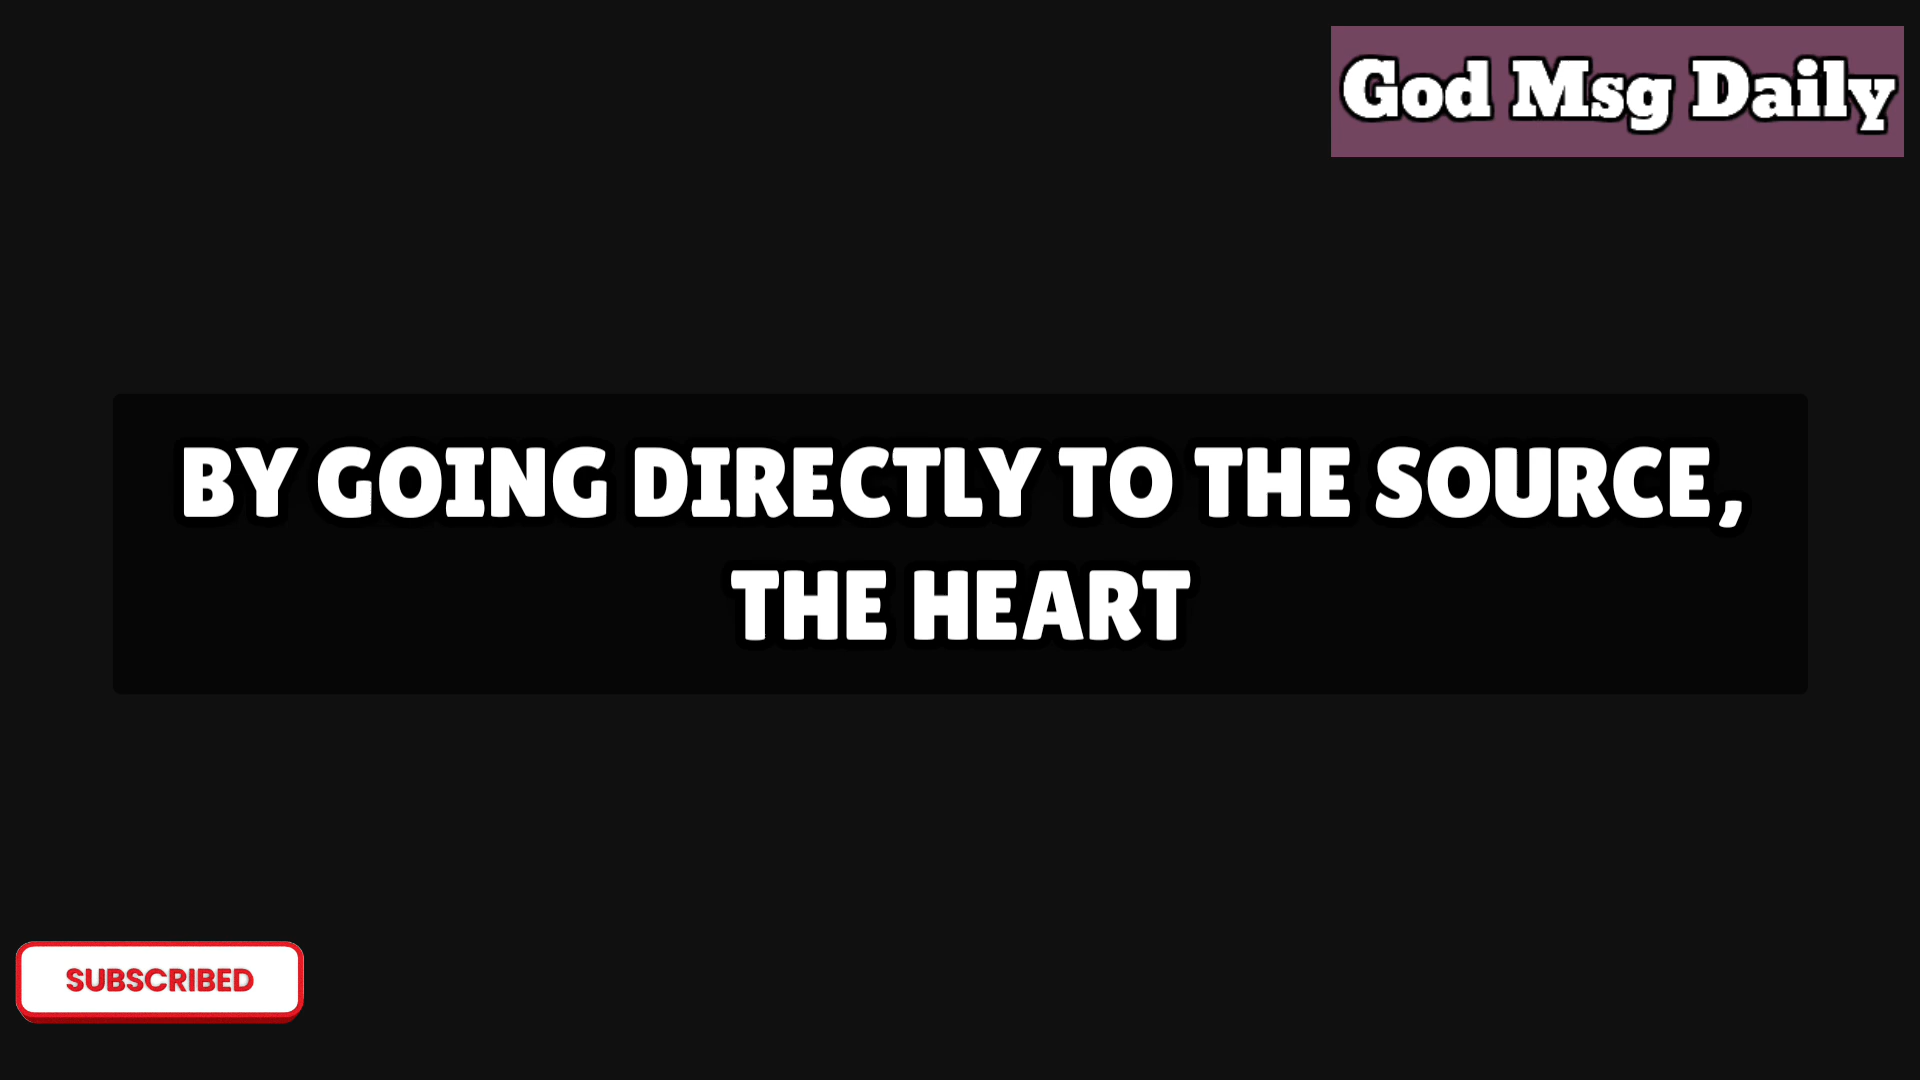 God Msg Daily
BY GOING DIRECTLY TO THE SOURCE,
THE HEART
SUBSCRIBED